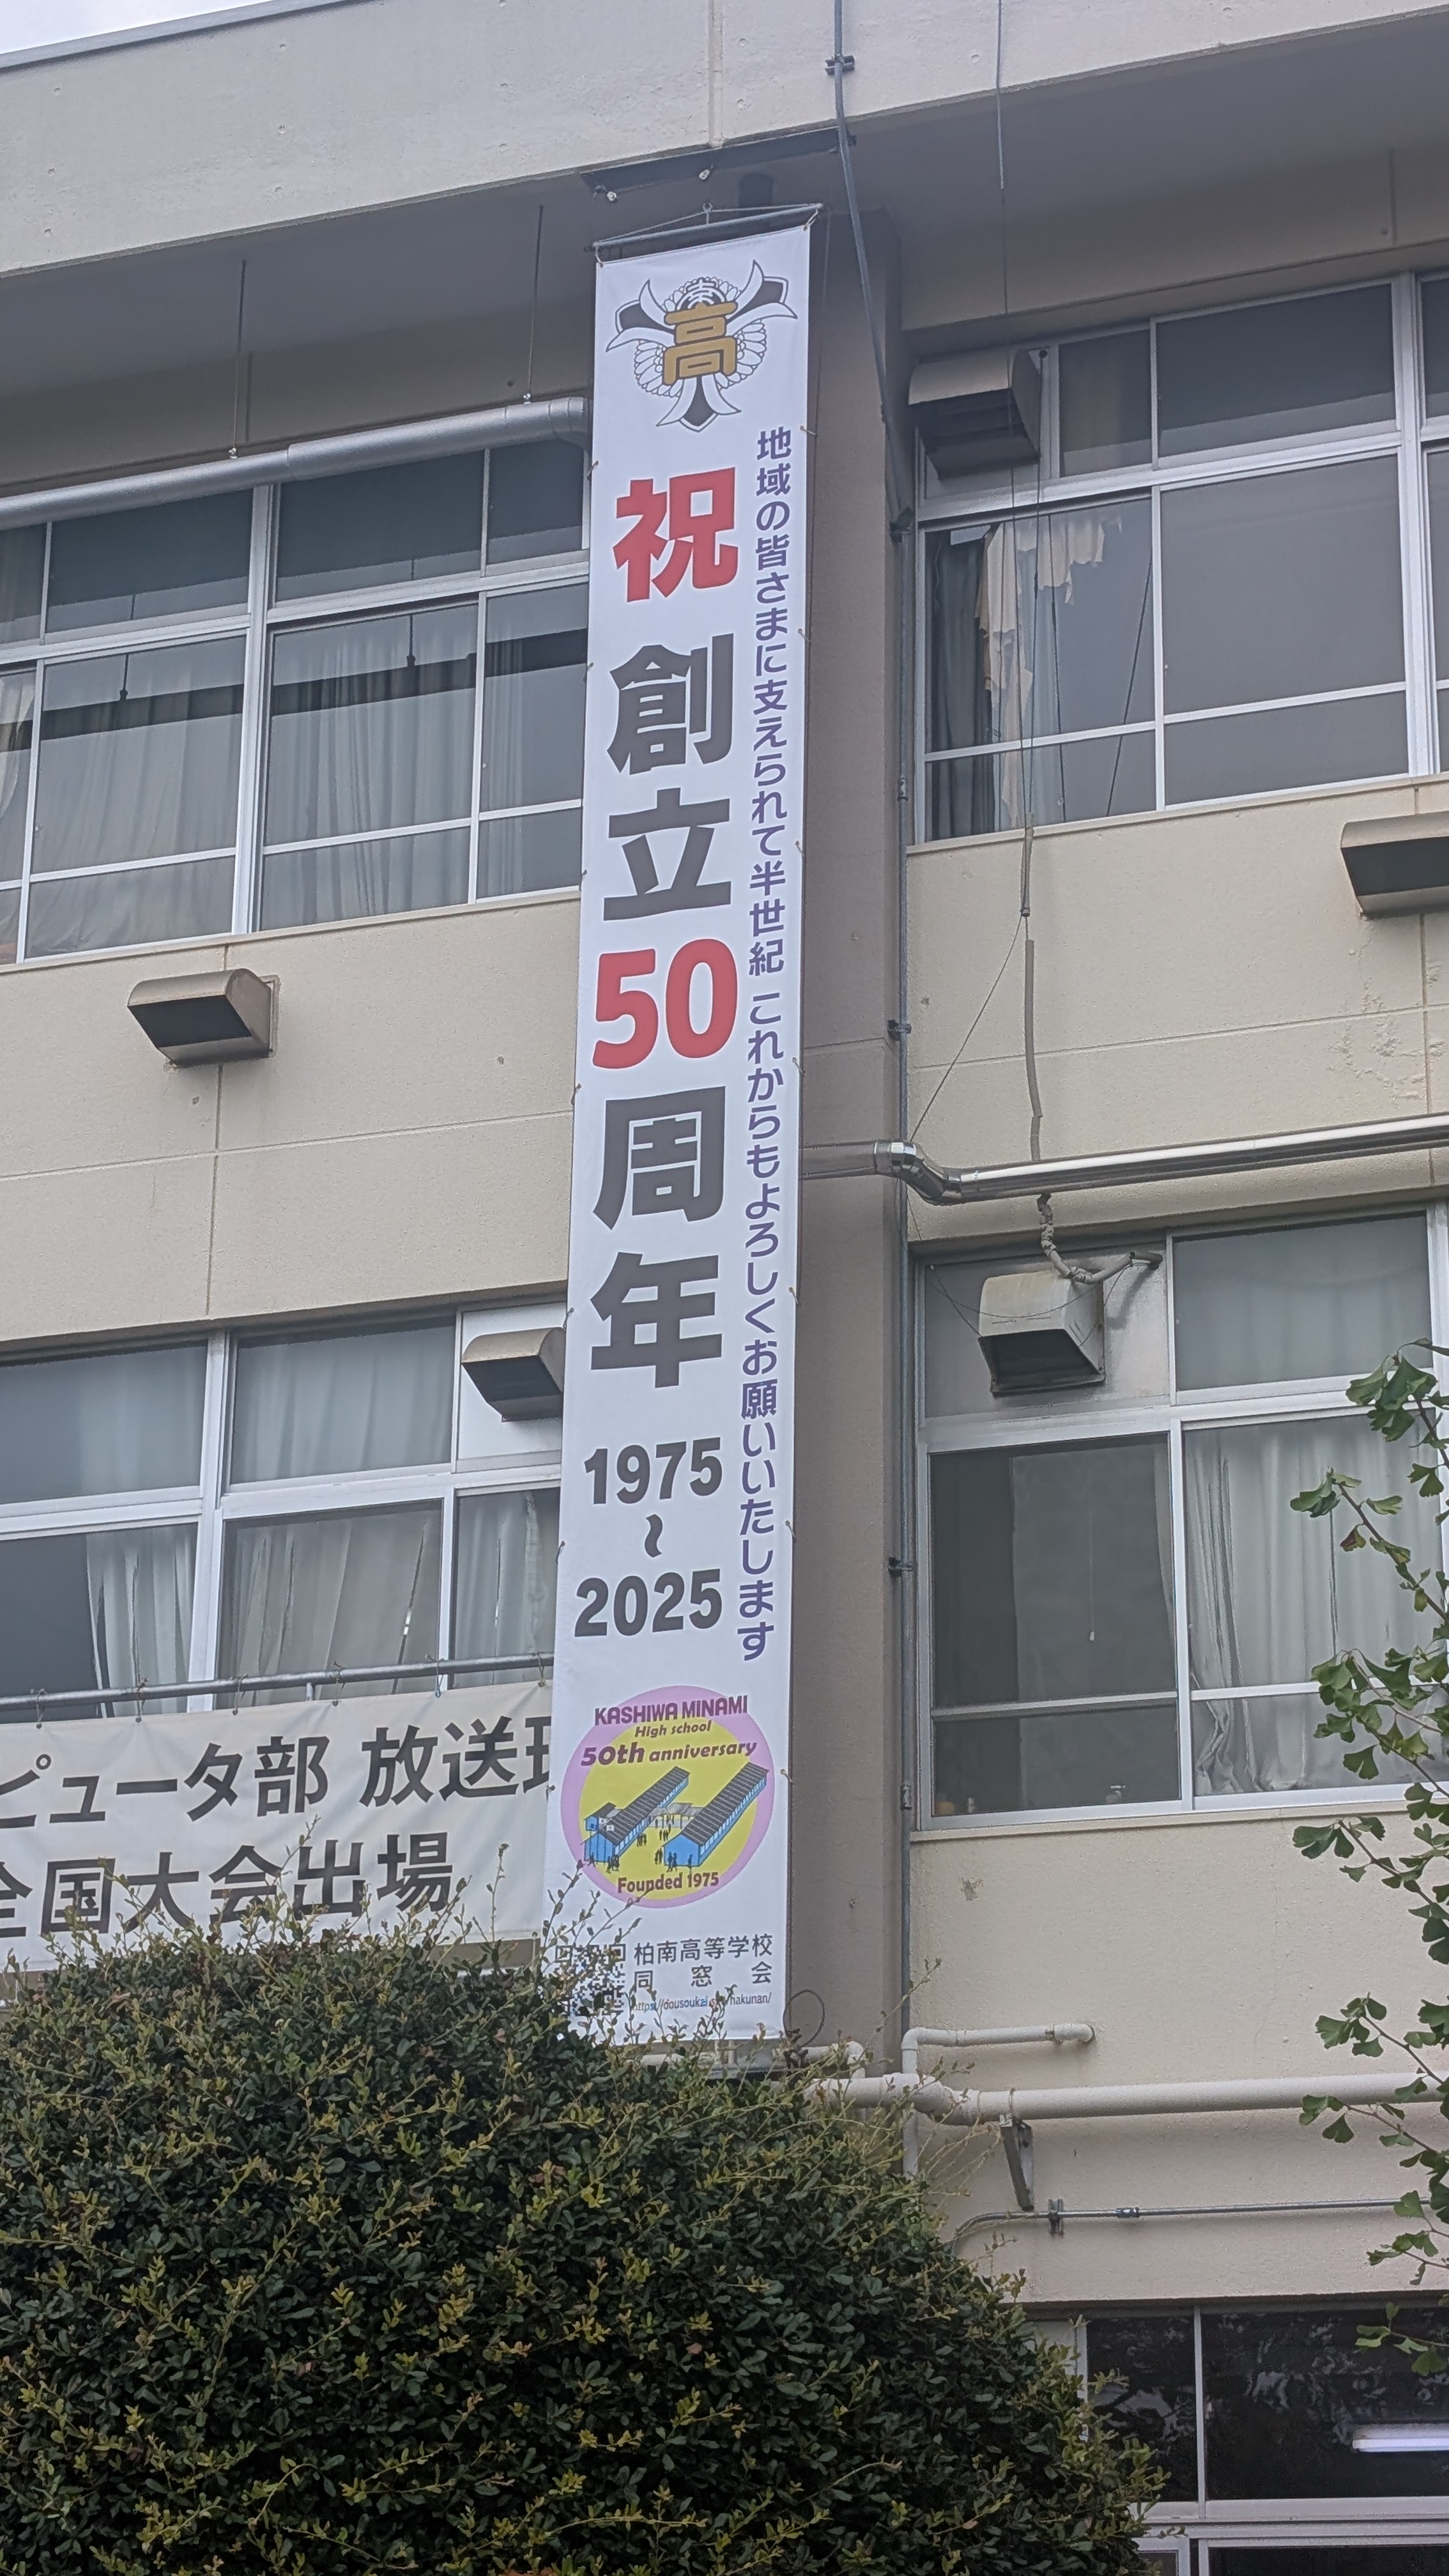 南
高
祝 創立50周年
1975
〜
2025
地域の皆さまに支えられて半世紀 これからもよろしくお願いいたします
KASHIWA MINAMI
High school
50th anniversary
Founded 1975
柏南高等学校
同窓会
ピュータ部 放送
全国大会出場